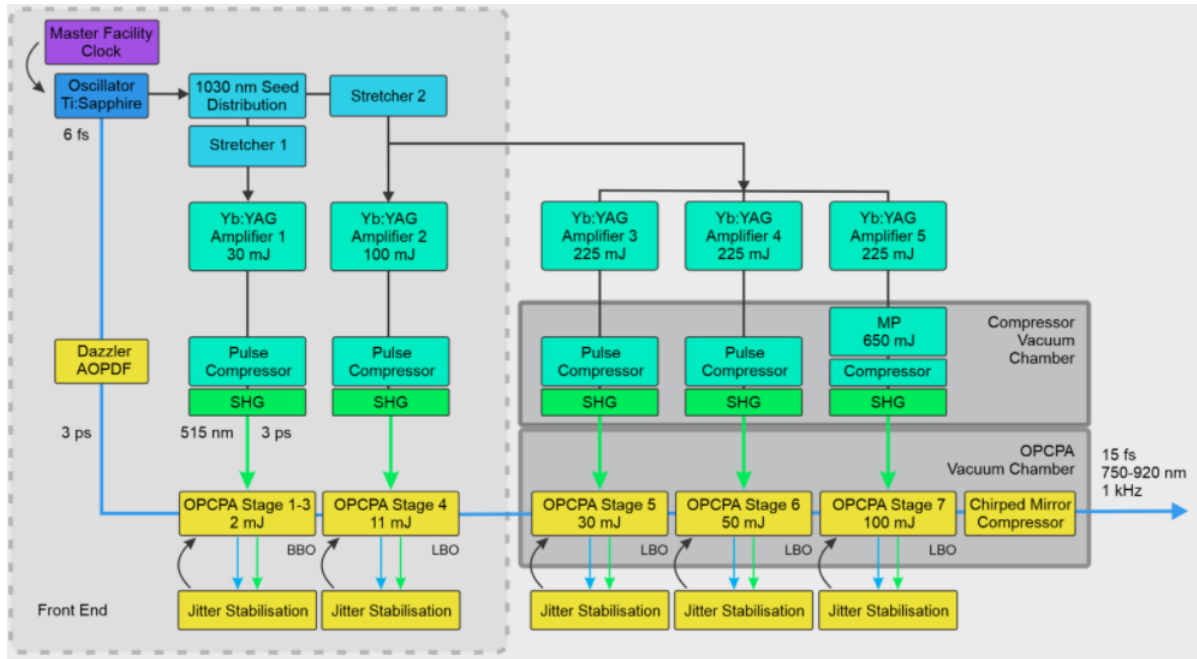 Master Facility
Clock
Oscillator
Ti:Sapphire
1030 nm Seed
Distribution
Stretcher 2
6 fs
Stretcher 1
Yb:YAG
Amplifier 1
30 mJ
Yb:YAG
Amplifier 2
100 mJ
Yb:YAG
Amplifier 3
225 mJ
Yb:YAG
Amplifier 4
225 mJ
Yb:YAG
Amplifier 5
225 mJ
Dazzler
AOPDF
Pulse
Compressor
SHG
Pulse
Compressor
SHG
Pulse
Compressor
SHG
Pulse
Compressor
SHG
MP
650 mJ
Compressor
SHG
Compressor
Vacuum
Chamber
3 ps
515 nm
3 ps
OPCPA
Vacuum Chamber
15 fs
750-920 nm
1 kHz
OPCPA Stage 1-3
2 mJ
OPCPA Stage 4
11 mJ
OPCPA Stage 5
30 mJ
OPCPA Stage 6
50 mJ
OPCPA Stage 7
100 mJ
Chirped Mirror
Compressor
BBO
LBO
LBO
LBO
LBO
Front End
Jitter Stabilisation
Jitter Stabilisation
Jitter Stabilisation
Jitter Stabilisation
Jitter Stabilisation